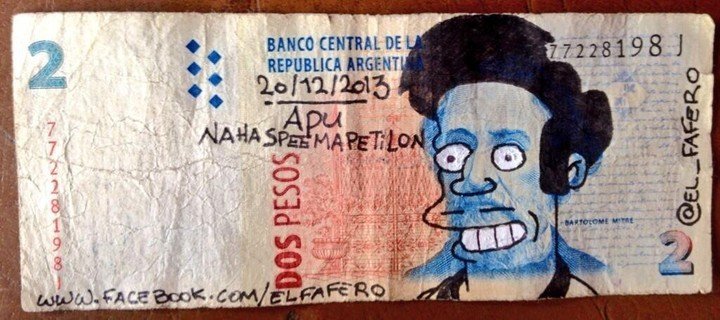 2
BANCO CENTRAL DE LA
REPUBLICA ARGENTINA
77228198 J
20/12/2013
APU
NAHASPEEMAPETILON
77228198 J
DOS PESOS
BARTOLOME MITRE
@EL_FAFERO
2
WWW.FACEBOOK.COM/ELFAFERO